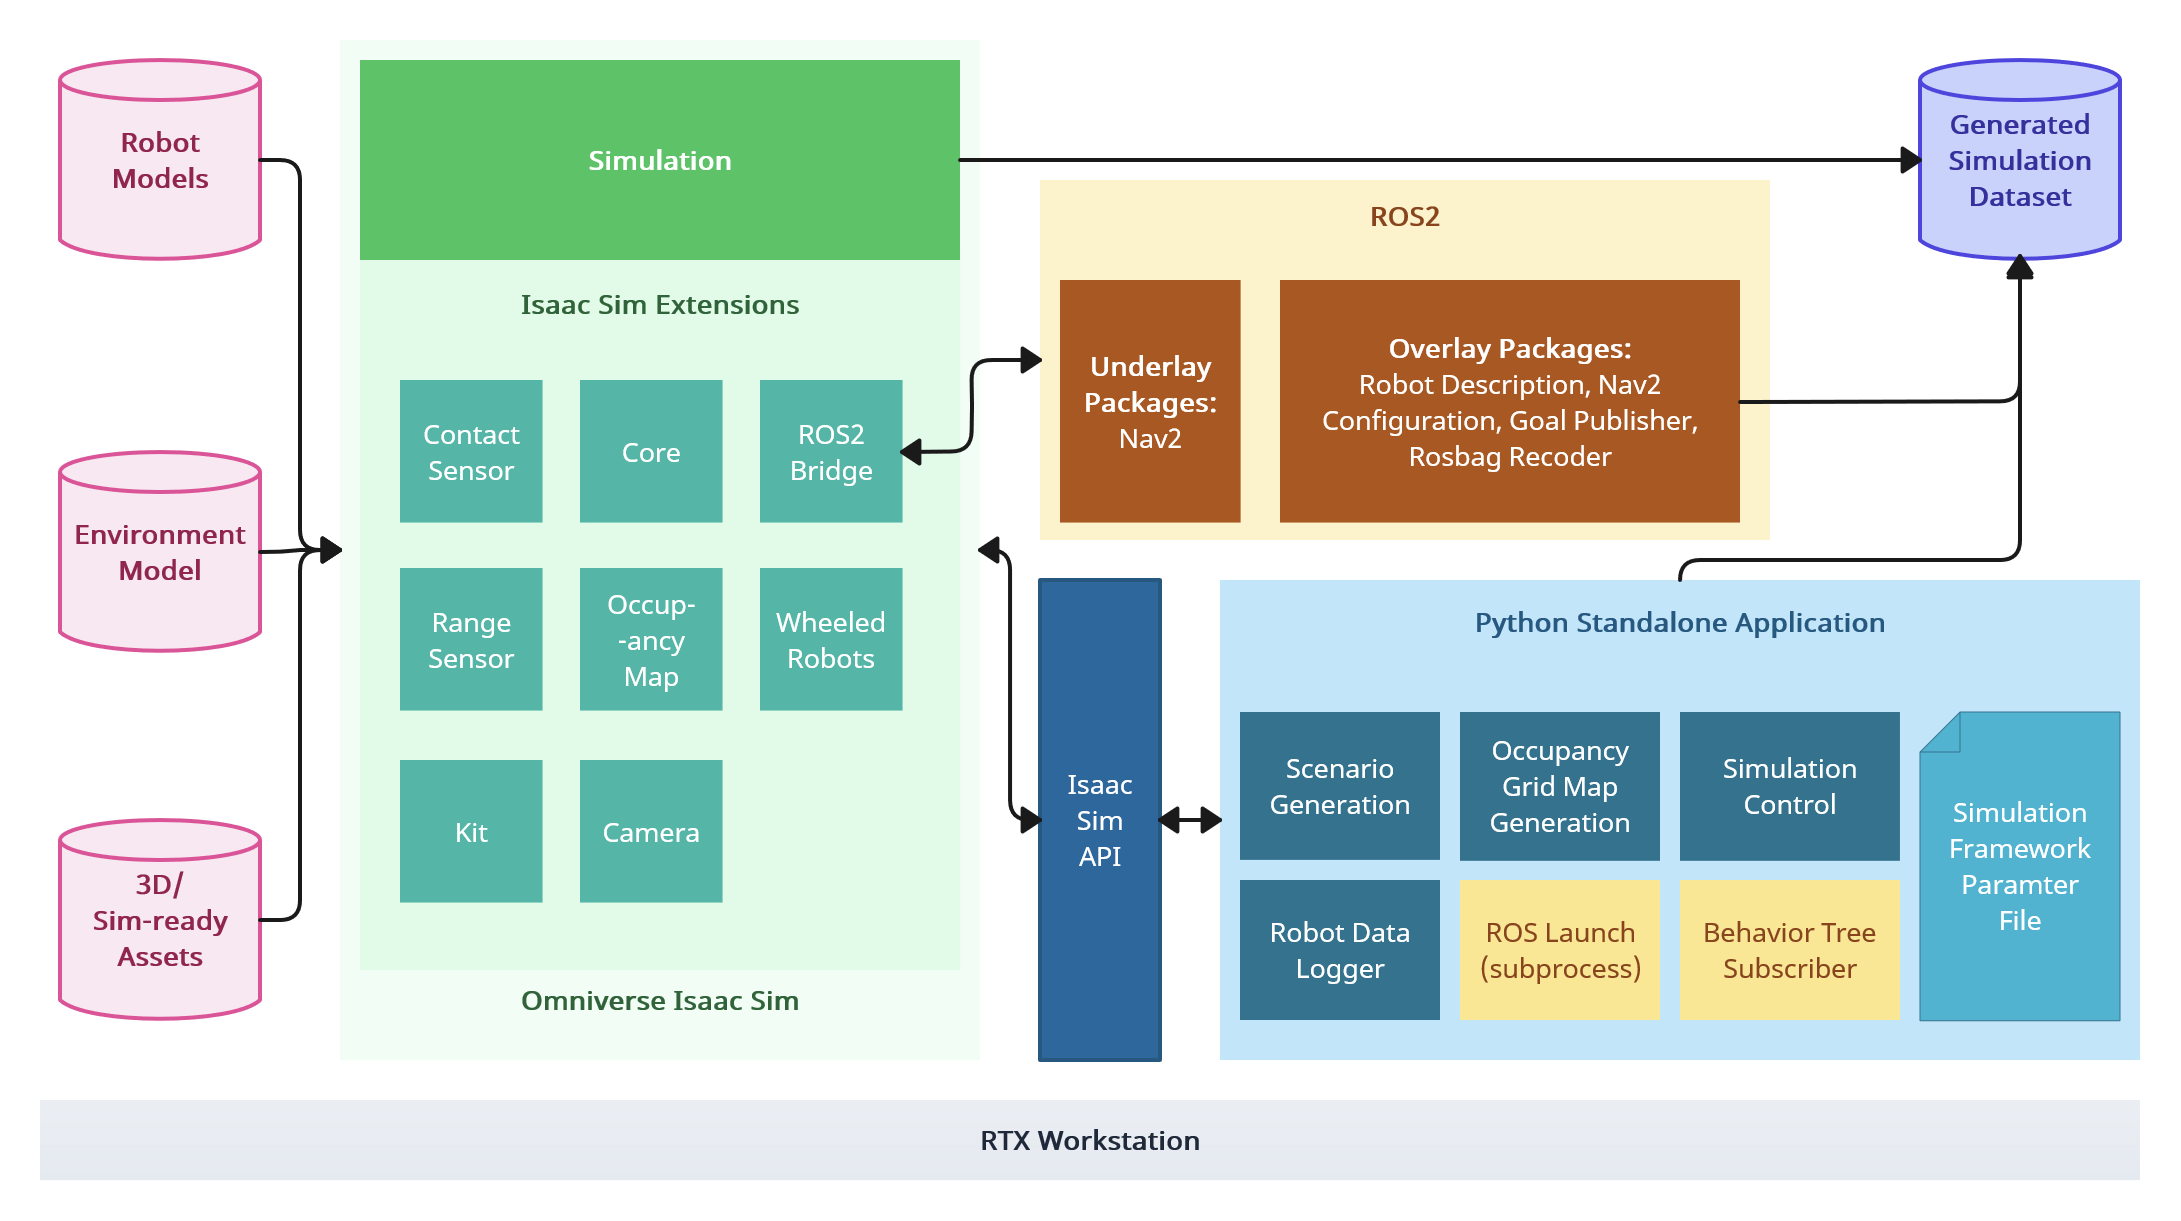 Robot
Models
Environment
Model
3D/
Sim-ready
Assets
Simulation
Isaac Sim Extensions
Contact
Sensor
Core
ROS2
Bridge
Range
Sensor
Occup-
-ancy
Map
Wheeled
Robots
Kit
Camera
Omniverse Isaac Sim
ROS2
Underlay
Packages:
Nav2
Overlay Packages:
Robot Description, Nav2
Configuration, Goal Publisher,
Rosbag Recoder
Generated
Simulation
Dataset
Isaac
Sim
API
Python Standalone Application
Scenario
Generation
Occupancy
Grid Map
Generation
Simulation
Control
Robot Data
Logger
ROS Launch
(subprocess)
Behavior Tree
Subscriber
Simulation
Framework
Paramter
File
RTX Workstation